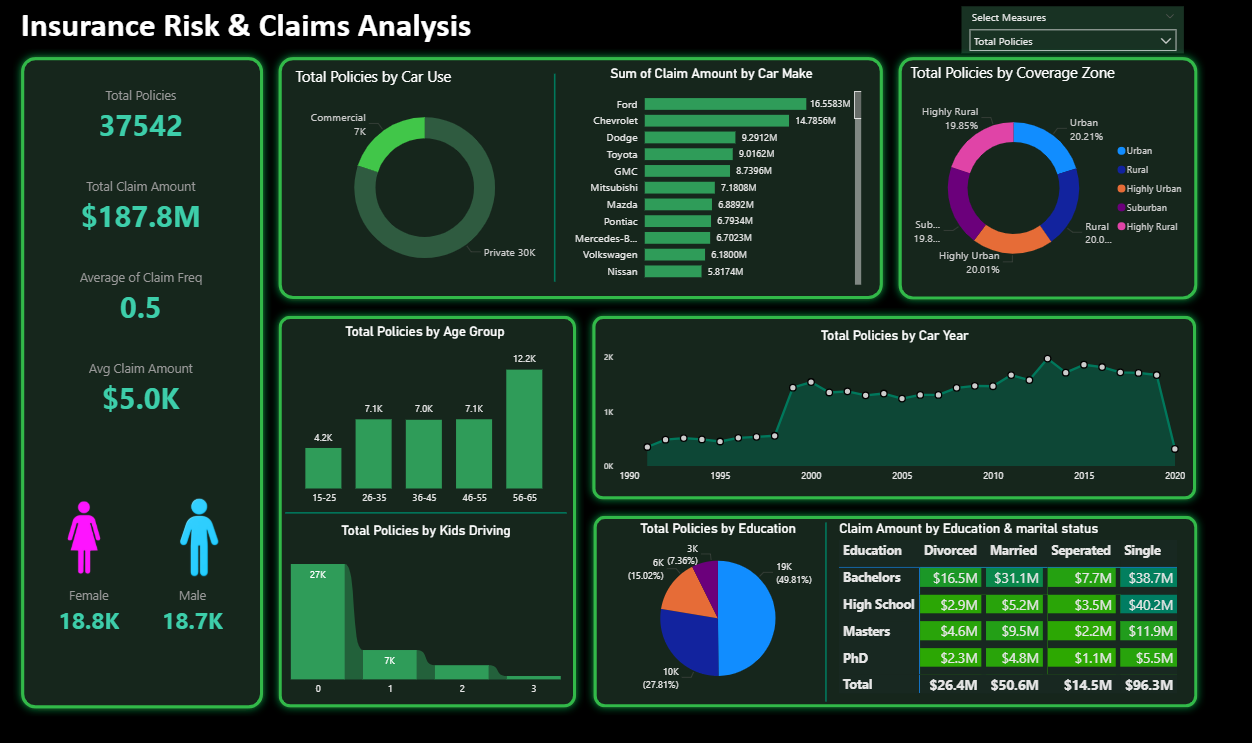 Insurance Risk & Claims Analysis
Select Measures
Total Policies
Total Policies
37542
Total Claim Amount
$187.8M
Average of Claim Freq
0.5
Avg Claim Amount
$5.0K
Female
18.8K
Male
18.7K
Total Policies by Car Use
Commercial
7K
Private 30K
Sum of Claim Amount by Car Make
Ford 16.5583M
Chevrolet 14.7856M
Dodge 9.2912M
Toyota 9.0162M
GMC 8.7396M
Mitsubishi 7.1808M
Mazda 6.8892M
Pontiac 6.7934M
Mercedes-B... 6.7023M
Volkswagen 6.1800M
Nissan 5.8174M
Total Policies by Coverage Zone
Highly Rural
19.85%
Urban
20.21%
Sub...
19.8...
Rural
20.0...
Highly Urban
20.01%
Urban
Rural
Highly Urban
Suburban
Highly Rural
Total Policies by Age Group
4.2K 7.1K 7.0K 7.1K 12.2K
15-25 26-35 36-45 46-55 56-65
Total Policies by Kids Driving
27K
7K
0 1 2 3
Total Policies by Car Year
2K
1K
0K
1990 1995 2000 2005 2010 2015 2020
Total Policies by Education
3K
(7.36%)
6K
(15.02%)
19K
(49.81%)
10K
(27.81%)
Claim Amount by Education & marital status
Education Divorced Married Seperated Single
Bachelors $16.5M $31.1M $7.7M $38.7M
High School $2.9M $5.2M $3.5M $40.2M
Masters $4.6M $9.5M $2.2M $11.9M
PhD $2.3M $4.8M $1.1M $5.5M
Total $26.4M $50.6M $14.5M $96.3M